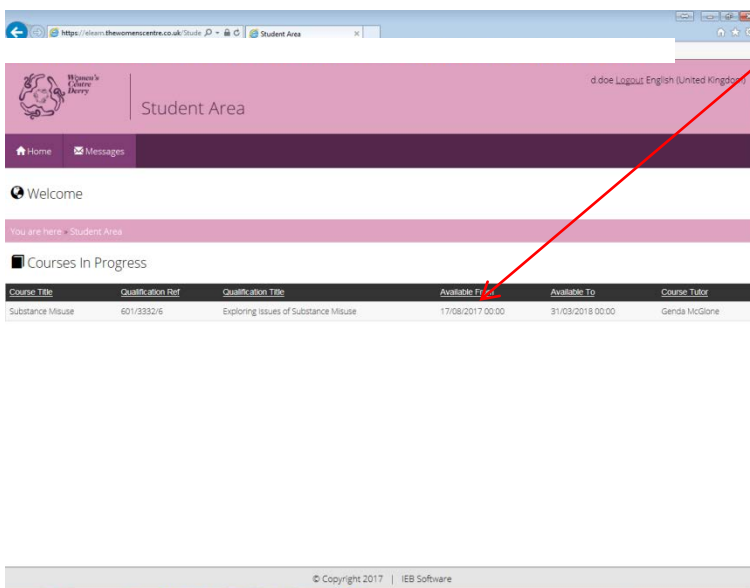 https://elearn.thewomenscentre.co.uk/Stude
Student Area
Women's
Centre
Derry
Student Area
d.doe Logout English (United Kingdom)
Home
Messages
Welcome
You are here » Student Area
Courses In Progress
Course Title Qualification Ref Qualification Title Available From Available To Course Tutor
Substance Misuse 601/3332/6 Exploring Issues of Substance Misuse 17/08/2017 00:00 31/03/2018 00:00 Genda McGlone
© Copyright 2017 | IEB Software